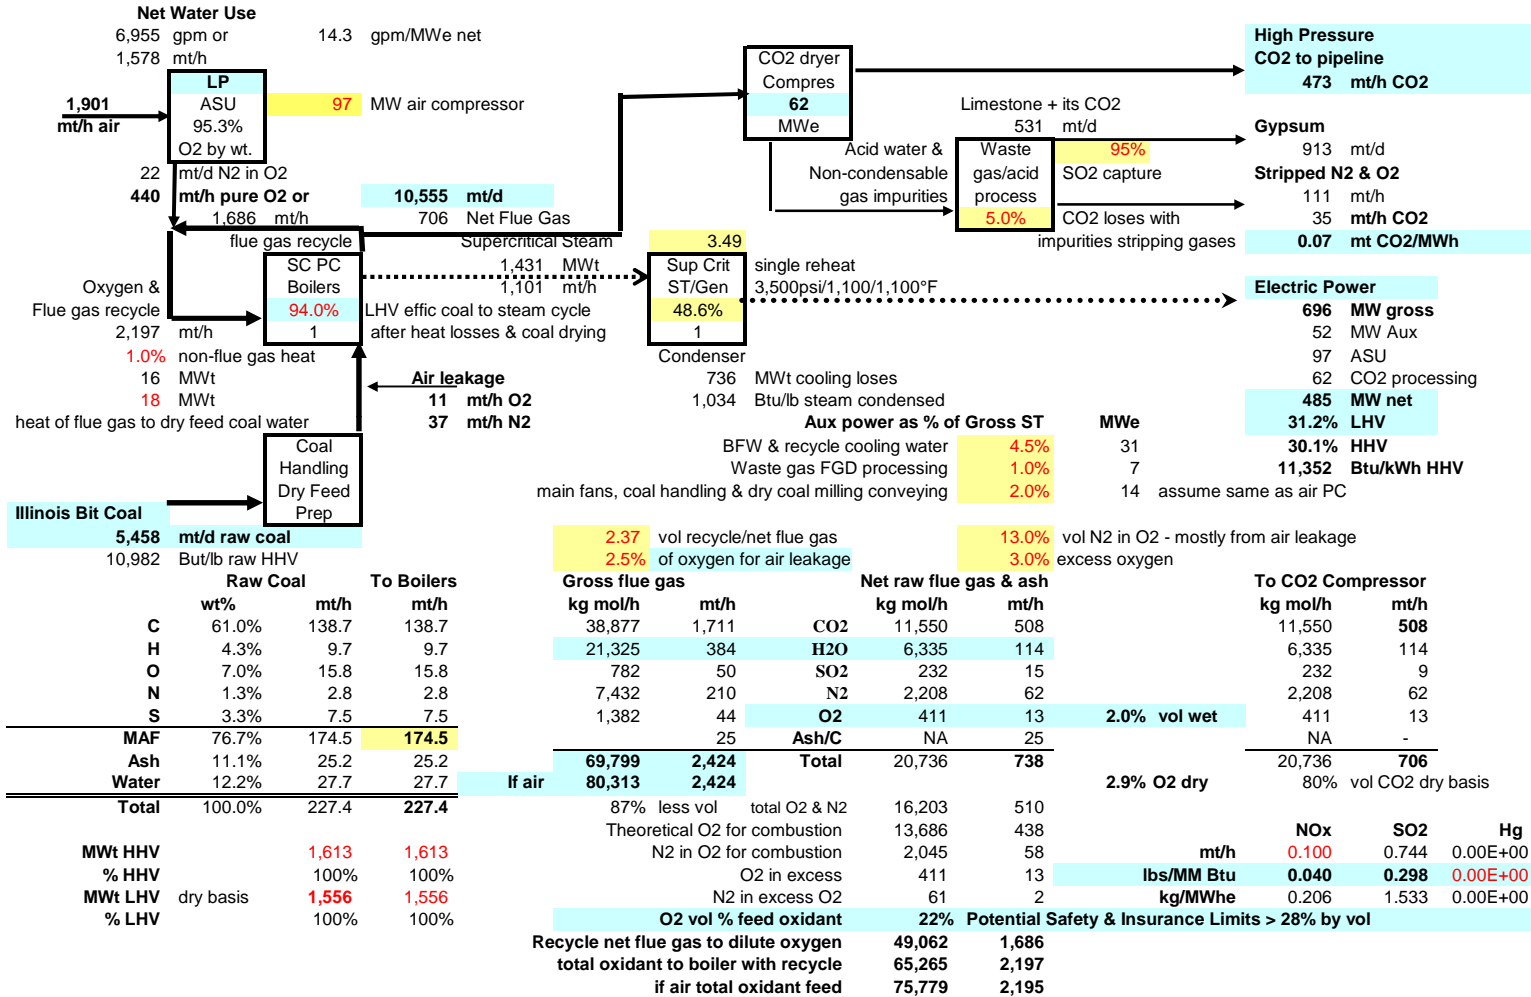 Net Water Use
6,955 gpm or 14.3 gpm/MWe net
1,578 mt/h
LP
ASU
95.3%
O2 by wt.
1,901
mt/h air
97 MW air compressor
22 mt/d N2 in O2
440 mt/h pure O2 or 10,555 mt/d
1,686 mt/h 706 Net Flue Gas
flue gas recycle Supercritical Steam 3.49
CO2 dryer
Compres
62
MWe
High Pressure
CO2 to pipeline
473 mt/h CO2
Limestone + its CO2
531 mt/d
Acid water &
Non-condensable
gas impurities
Waste
gas/acid
process
5.0%
95%
SO2 capture
CO2 loses with
impurities stripping gases
Gypsum
913 mt/d
Stripped N2 & O2
111 mt/h
35 mt/h CO2
0.07 mt CO2/MWh
SC PC
Boilers
94.0%
1
1,431 MWt
1,101 mt/h
LHV effic coal to steam cycle
after heat losses & coal drying
Sup Crit
ST/Gen
48.6%
1
single reheat
3,500psi/1,100/1,100°F
Oxygen &
Flue gas recycle
2,197 mt/h
1.0% non-flue gas heat
16 MWt
18 MWt
heat of flue gas to dry feed coal water
Air leakage
11 mt/h O2
37 mt/h N2
Condenser
736 MWt cooling loses
1,034 Btu/lb steam condensed
Electric Power
696 MW gross
52 MW Aux
97 ASU
62 CO2 processing
485 MW net
31.2% LHV
30.1% HHV
11,352 Btu/kWh HHV
Aux power as % of Gross ST MWe
BFW & recycle cooling water 4.5% 31
Waste gas FGD processing 1.0% 7
main fans, coal handling & dry coal milling conveying 2.0% 14 assume same as air PC
Coal
Handling
Dry Feed
Prep
Illinois Bit Coal
5,458 mt/d raw coal
10,982 But/lb raw HHV
2.37 vol recycle/net flue gas
2.5% of oxygen for air leakage
13.0% vol N2 in O2 - mostly from air leakage
3.0% excess oxygen
Raw Coal To Boilers Gross flue gas Net raw flue gas & ash To CO2 Compressor
wt% mt/h mt/h kg mol/h mt/h kg mol/h mt/h kg mol/h mt/h
C 61.0% 138.7 138.7 38,877 1,711 CO2 11,550 508 11,550 508
H 4.3% 9.7 9.7 21,325 384 H2O 6,335 114 6,335 114
O 7.0% 15.8 15.8 782 50 SO2 232 15 232 9
N 1.3% 2.8 2.8 7,432 210 N2 2,208 62 2,208 62
S 3.3% 7.5 7.5 1,382 44 O2 411 13 2.0% vol wet 411 13
MAF 76.7% 174.5 174.5 25 Ash/C NA 25 NA -
Ash 11.1% 25.2 25.2 69,799 2,424 Total 20,736 738 20,736 706
Water 12.2% 27.7 27.7 If air 80,313 2,424 2.9% O2 dry 80% vol CO2 dry basis
Total 100.0% 227.4 227.4 87% less vol total O2 & N2 16,203 510
Theoretical O2 for combustion 13,686 438 NOx SO2 Hg
MWt HHV 1,613 1,613 N2 in O2 for combustion 2,045 58 mt/h 0.100 0.744 0.00E+00
% HHV 100% 100% O2 in excess 411 13 lbs/MM Btu 0.040 0.298 0.00E+00
MWt LHV dry basis 1,556 1,556 N2 in excess O2 61 2 kg/MWhe 0.206 1.533 0.00E+00
% LHV 100% 100% O2 vol % feed oxidant 22% Potential Safety & Insurance Limits > 28% by vol
Recycle net flue gas to dilute oxygen 49,062 1,686
total oxidant to boiler with recycle 65,265 2,197
if air total oxidant feed 75,779 2,195